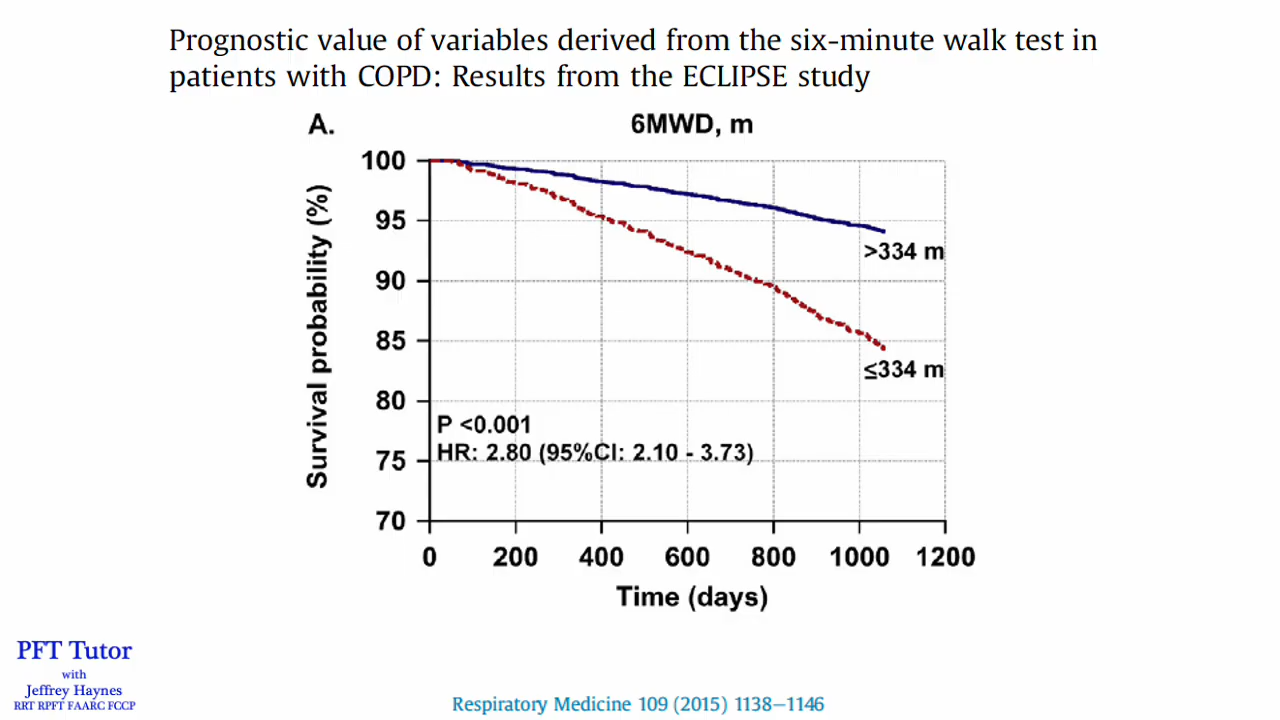 Prognostic value of variables derived from the six-minute walk test in
patients with COPD: Results from the ECLIPSE study
A.
6MWD, m
Survival probability (%)
100
95
90
85
80
75
70
>334 m
≤334 m
P <0.001
HR: 2.80 (95%CI: 2.10 - 3.73)
0 200 400 600 800 1000 1200
Time (days)
PFT Tutor
with
Jeffrey Haynes
RRT RPFT FAARC FCCP
Respiratory Medicine 109 (2015) 1138–1146